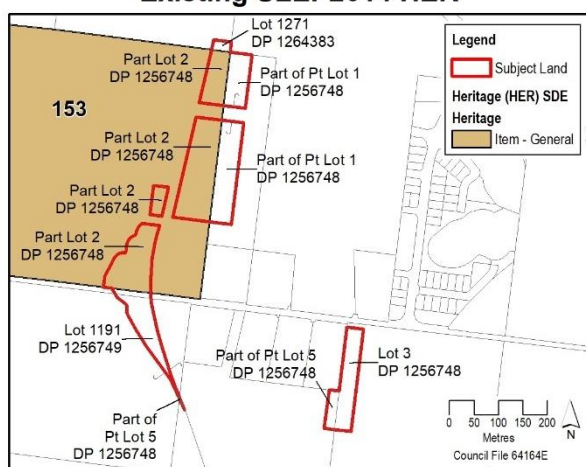 Lot 1271
DP 1264383
Part Lot 2
DP 1256748
Part of Pt Lot 1
DP 1256748
153
Part Lot 2
DP 1256748
Part of Pt Lot 1
DP 1256748
Part Lot 2
DP 1256748
Part Lot 2
DP 1256748
Lot 1191
DP 1256749
Part of
Pt Lot 5
DP 1256748
Part of Pt Lot 5
DP 1256748
Lot 3
DP 1256748
Legend
Subject Land
Heritage (HER) SDE
Heritage
Item - General
0 50 100 150 200
Metres
N
Council File 64164E